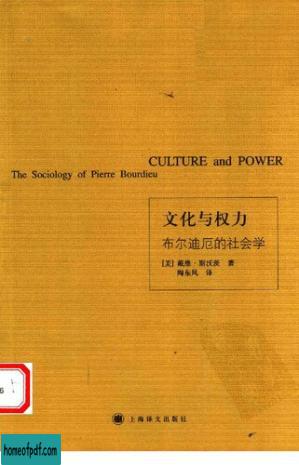 CULTURE and POWER
The Sociology of Pierre Bourdieu
文化与权力
布尔迪厄的社会学
[美] 戴维·斯沃茨 著
陶东风 译
6
上海译文出版社
homeofpdf.com